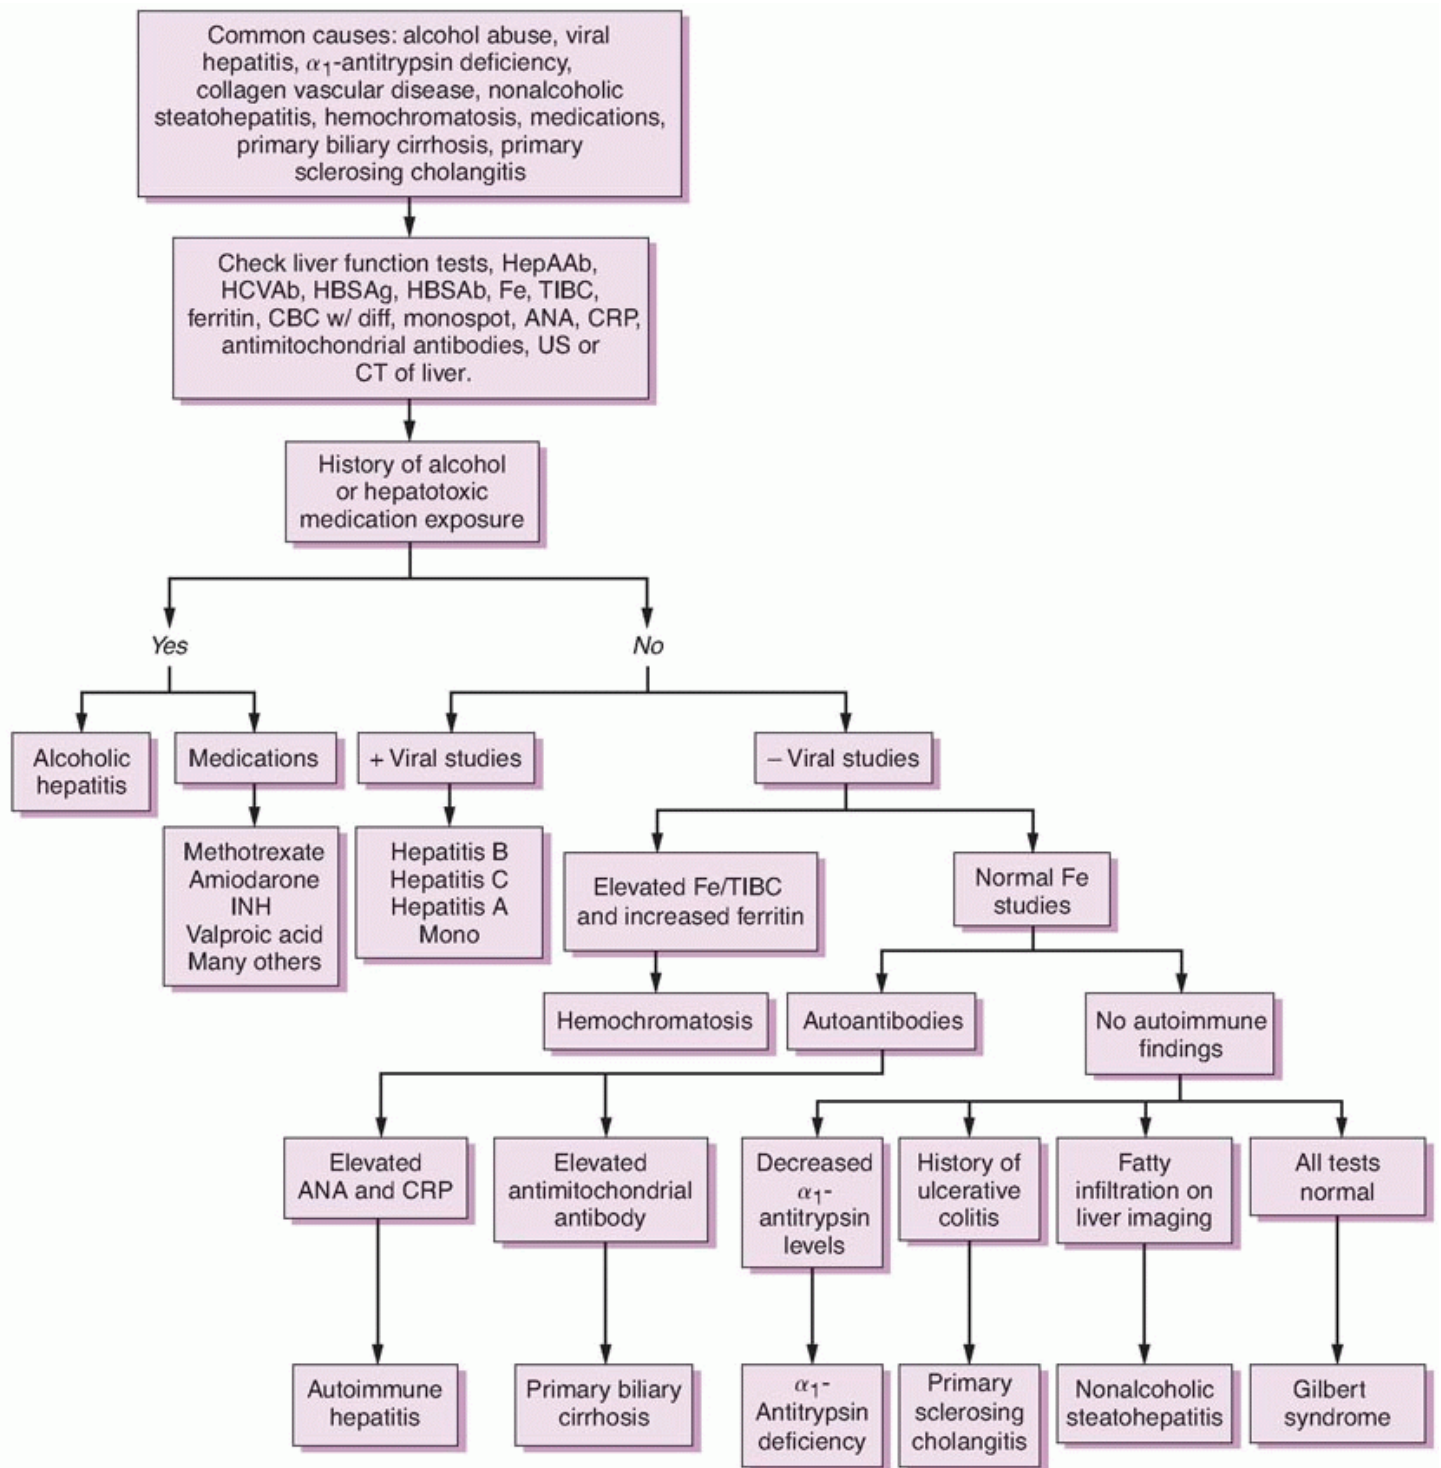 Common causes: alcohol abuse, viral
hepatitis, α1-antitrypsin deficiency,
collagen vascular disease, nonalcoholic
steatohepatitis, hemochromatosis, medications,
primary biliary cirrhosis, primary
sclerosing cholangitis
Check liver function tests, HepAAb,
HCVAb, HBSAg, HBSAb, Fe, TIBC,
ferritin, CBC w/ diff, monospot, ANA, CRP,
antimitochondrial antibodies, US or
CT of liver.
History of alcohol
or hepatotoxic
medication exposure
Yes
No
Alcoholic
hepatitis
Medications
+ Viral studies
– Viral studies
Methotrexate
Amiodarone
INH
Valproic acid
Many others
Hepatitis B
Hepatitis C
Hepatitis A
Mono
Elevated Fe/TIBC
and increased ferritin
Normal Fe
studies
Hemochromatosis
Autoantibodies
No autoimmune
findings
Elevated
ANA and CRP
Elevated
antimitochondrial
antibody
Decreased
α1-
antitrypsin
levels
History of
ulcerative
colitis
Fatty
infiltration on
liver imaging
All tests
normal
Autoimmune
hepatitis
Primary biliary
cirrhosis
α1-
Antitrypsin
deficiency
Primary
sclerosing
cholangitis
Nonalcoholic
steatohepatitis
Gilbert
syndrome